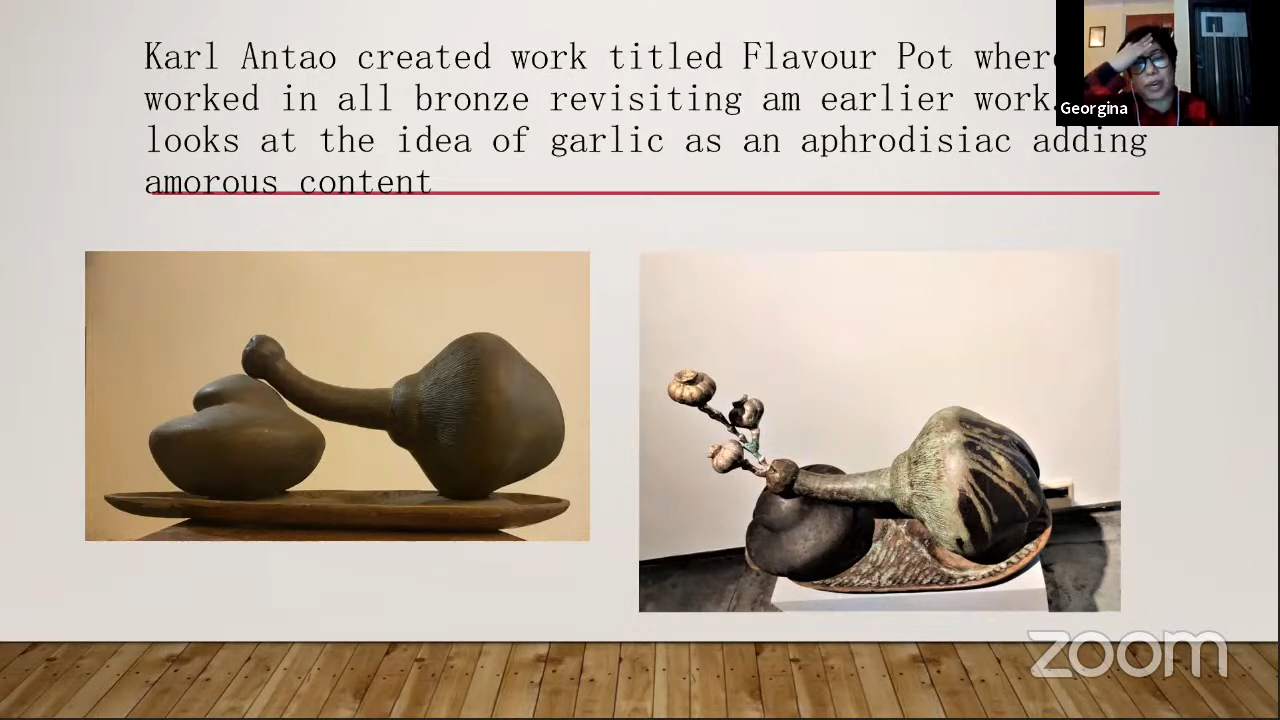 Karl Antao created work titled Flavour Pot where
worked in all bronze revisiting am earlier work.
looks at the idea of garlic as an aphrodisiac adding
amorous content
Georgina
zoom